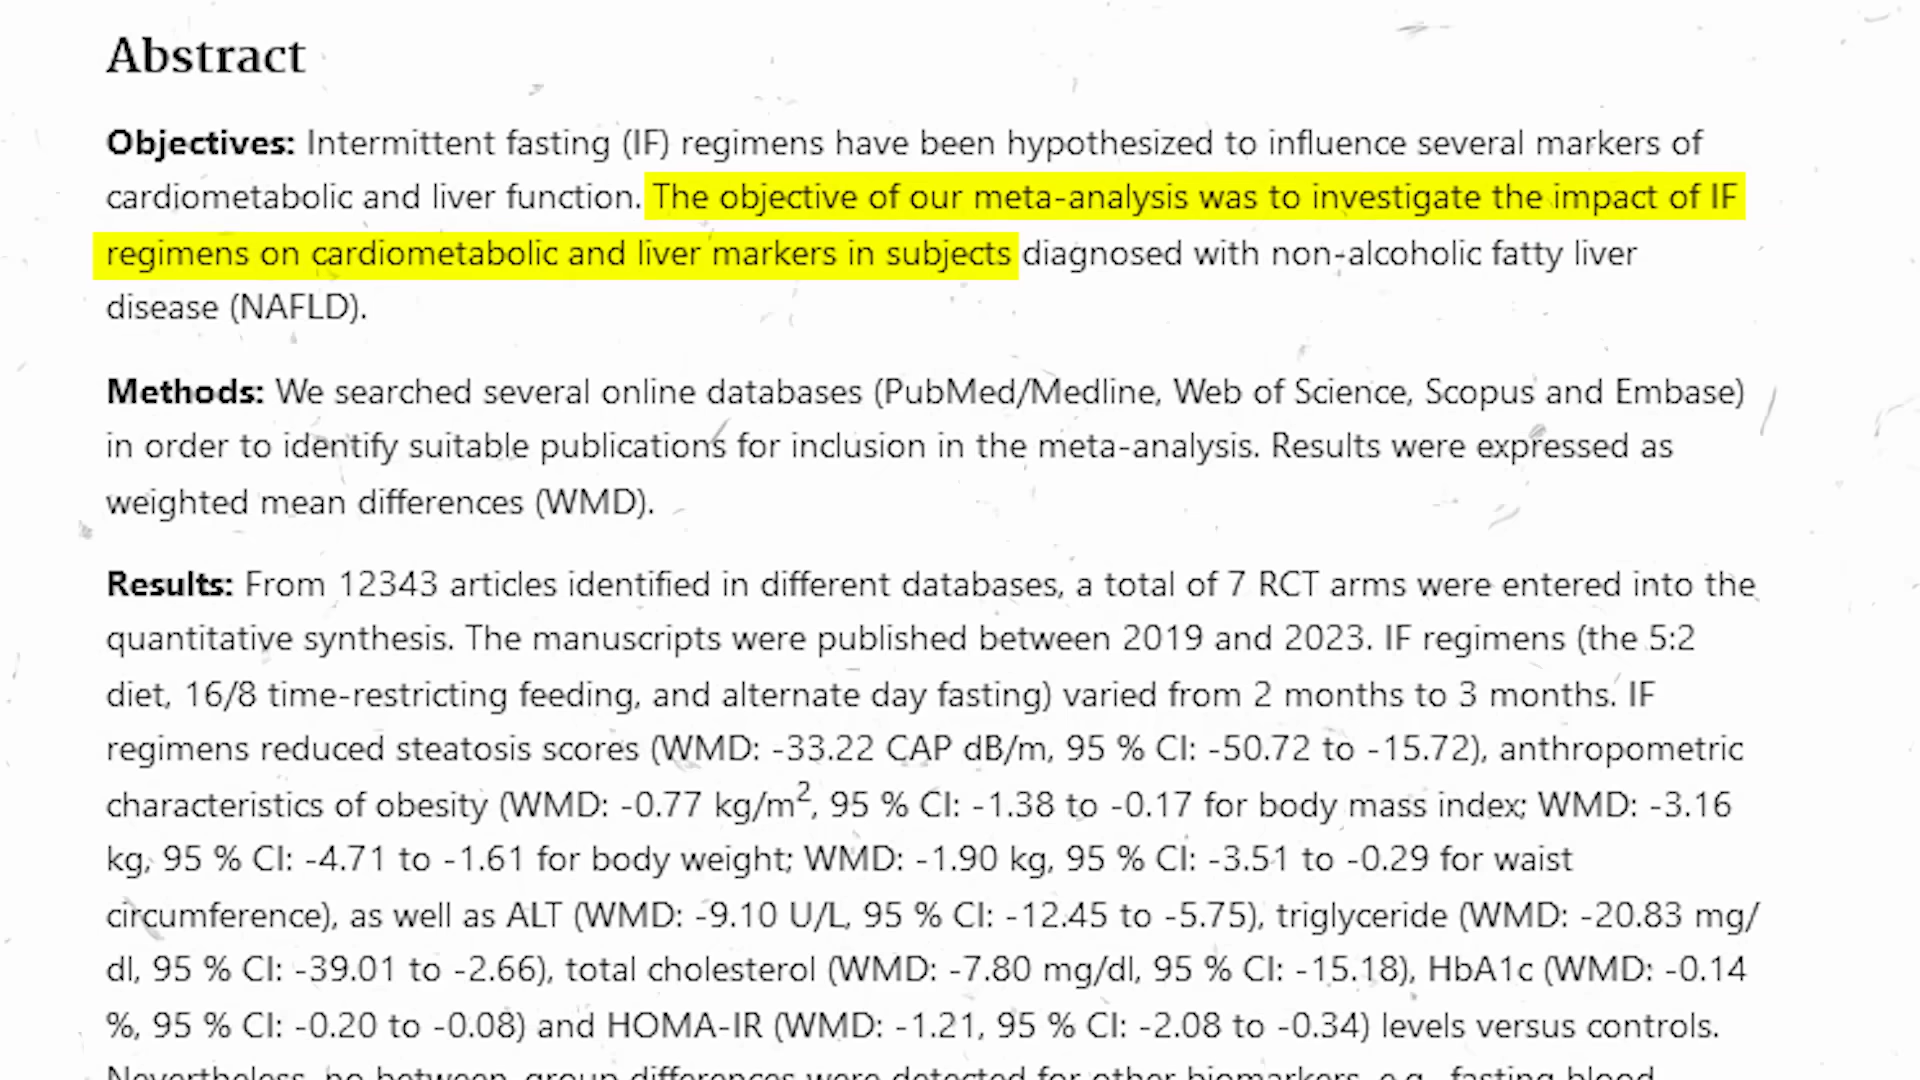 Abstract
Objectives: Intermittent fasting (IF) regimens have been hypothesized to influence several markers of
cardiometabolic and liver function. The objective of our meta-analysis was to investigate the impact of IF
regimens on cardiometabolic and liver markers in subjects diagnosed with non-alcoholic fatty liver
disease (NAFLD).
Methods: We searched several online databases (PubMed/Medline, Web of Science, Scopus and Embase)
in order to identify suitable publications for inclusion in the meta-analysis. Results were expressed as
weighted mean differences (WMD).
Results: From 12343 articles identified in different databases, a total of 7 RCT arms were entered into the
quantitative synthesis. The manuscripts were published between 2019 and 2023. IF regimens (the 5:2
diet, 16/8 time-restricting feeding, and alternate day fasting) varied from 2 months to 3 months. IF
regimens reduced steatosis scores (WMD: -33.22 CAP dB/m, 95 % CI: -50.72 to -15.72), anthropometric
characteristics of obesity (WMD: -0.77 kg/m², 95 % CI: -1.38 to -0.17 for body mass index; WMD: -3.16
kg, 95 % CI: -4.71 to -1.61 for body weight; WMD: -1.90 kg, 95 % CI: -3.51 to -0.29 for waist
circumference), as well as ALT (WMD: -9.10 U/L, 95 % CI: -12.45 to -5.75), triglyceride (WMD: -20.83 mg/
dl, 95 % CI: -39.01 to -2.66), total cholesterol (WMD: -7.80 mg/dl, 95 % CI: -15.18), HbA1c (WMD: -0.14
%, 95 % CI: -0.20 to -0.08) and HOMA-IR (WMD: -1.21, 95 % CI: -2.08 to -0.34) levels versus controls.
Nevertheless, no between-group differences were detected for other biomarkers, e.g., fasting blood